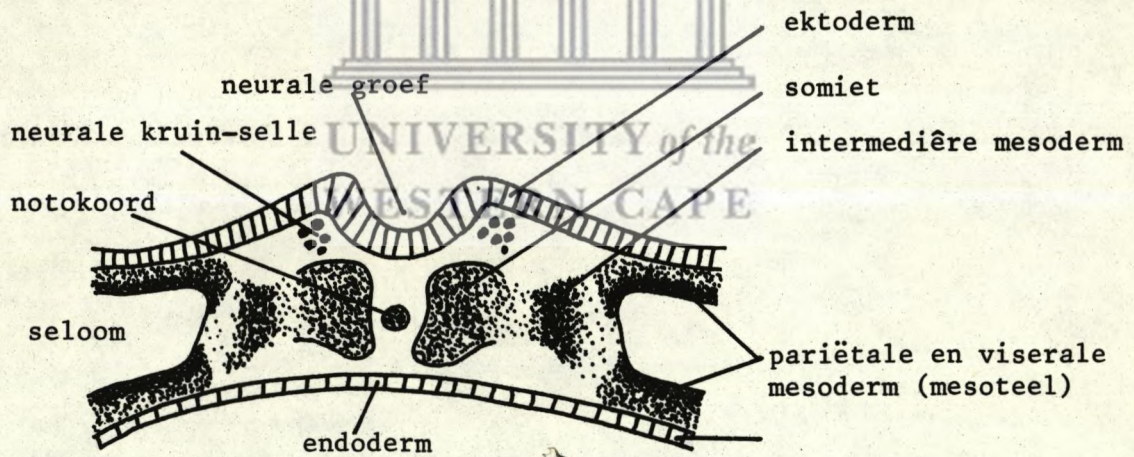 ektoderm
neurale groef
somiet
neurale kruin-selle
UNIVERSITY of the
intermediêre mesoderm
notokoord
WESTERN CAPE
seloom
pariëtale en viserale
mesoderm (mesoteel)
endoderm